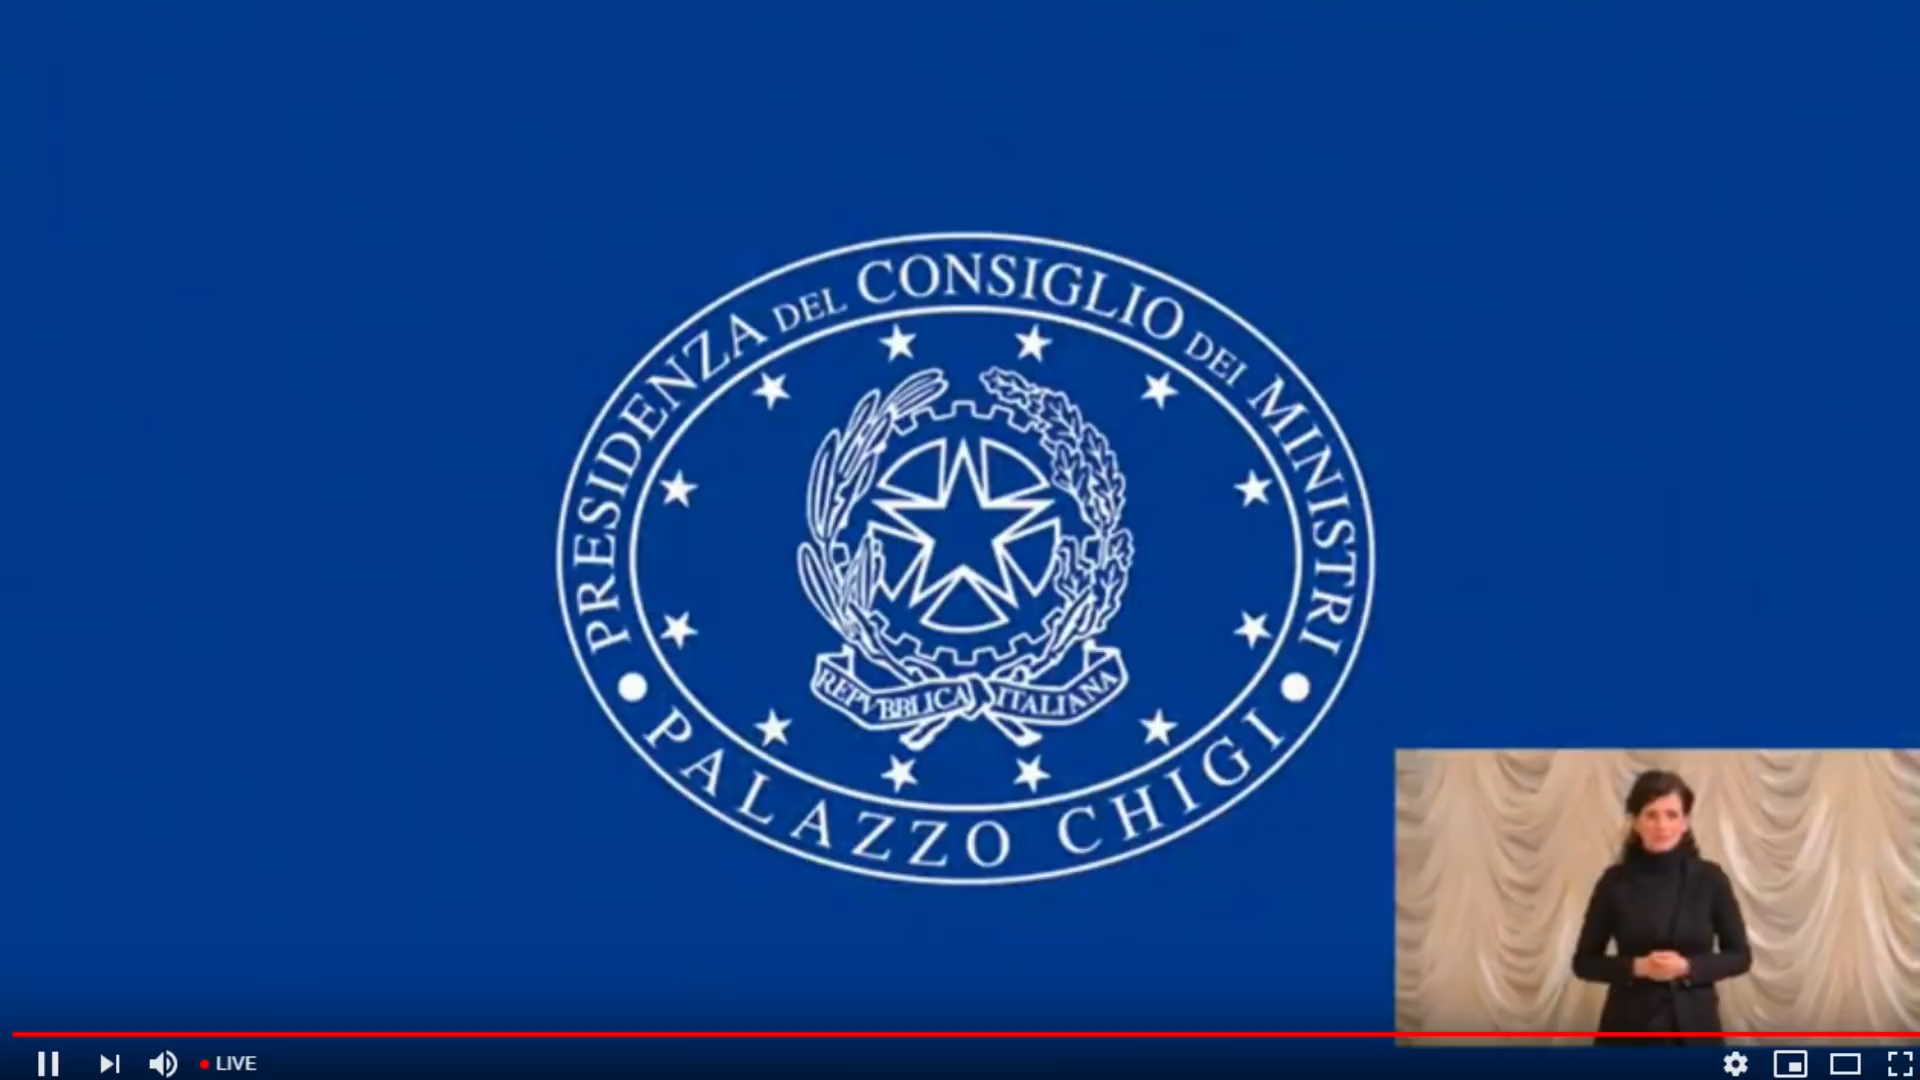 PRESIDENZA DEL CONSIGLIO DEI MINISTRI
REPVBBLICA ITALIANA
PALAZZO CHIGI
LIVE